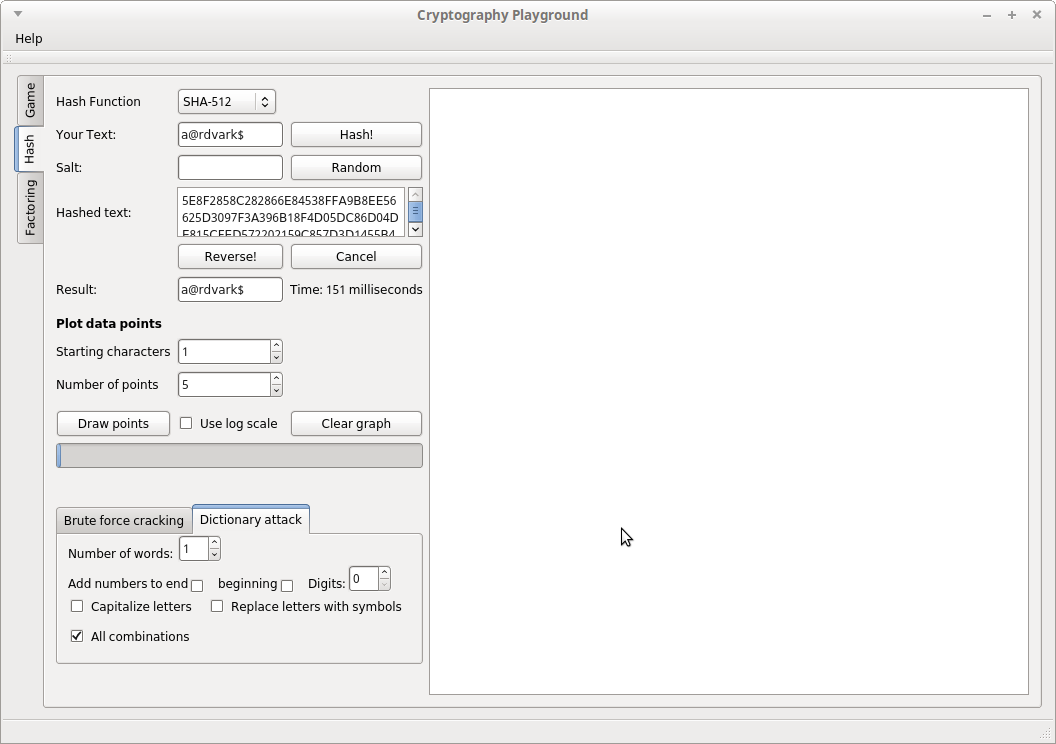 Cryptography Playground
Help
Game
Hash
Factoring
Hash Function SHA-512
Your Text: a@rdvark$ Hash!
Salt: Random
Hashed text:
5E8F2858C282866E84538FFA9B8EE56
625D3097F3A396B18F4D05DC86D04D
E815CEED572202159C857D3D1455B4
Reverse! Cancel
Result: a@rdvark$ Time: 151 milliseconds
Plot data points
Starting characters 1
Number of points 5
Draw points Use log scale Clear graph
Brute force cracking Dictionary attack
Number of words: 1
Add numbers to end beginning Digits: 0
Capitalize letters Replace letters with symbols
All combinations